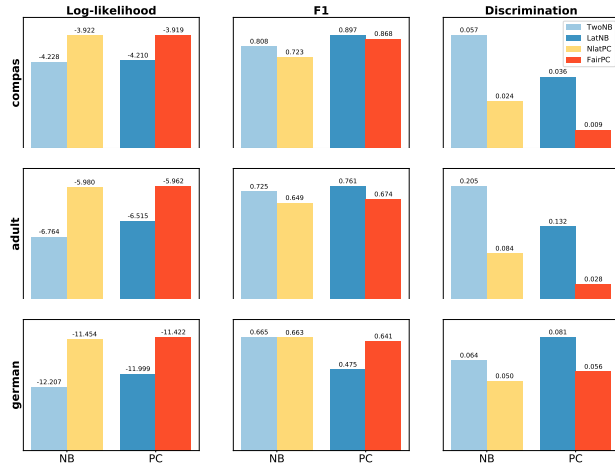 Log-likelihood F1 Discrimination
compas
-4.228 -3.922 -4.210 -3.919
0.808 0.723 0.897 0.868
0.057 0.024 0.036 0.009
TwoNB
LatNB
NlatPC
FairPC
adult
-6.764 -5.980 -6.515 -5.962
0.725 0.649 0.761 0.674
0.205 0.084 0.132 0.028
german
-12.207 -11.454 -11.999 -11.422
0.665 0.663 0.475 0.641
0.064 0.050 0.081 0.056
NB PC NB PC NB PC